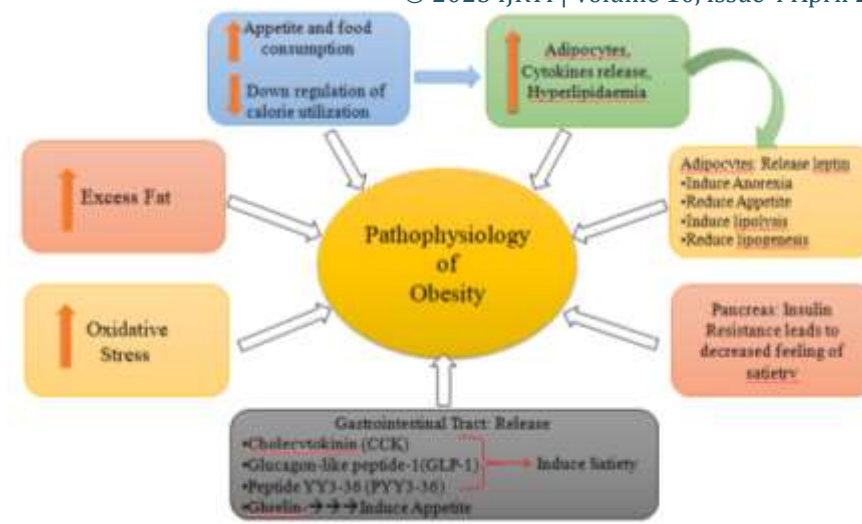 Appetite and food
consumption
Down regulation of
calorie utilization
Adipocytes,
Cytokines release,
Hyperlipidaemia
Excess Fat
Adipocytes: Release leptin
•Induce Anorexia
•Reduce Appetite
•Induce lipolysis
•Reduce lipogenesis
Pathophysiology
of
Obesity
Oxidative
Stress
Pancreas: Insulin
Resistance leads to
decreased feeling of
satietry
Gastrointestinal Tract: Release
•Cholecytokinin (CCK)
•Glucagon-like peptide-1(GLP-1)
Induce Satiety
•Peptide YY3-36 (PYY3-36)
•Ghrelin-→→→Induce Appetite